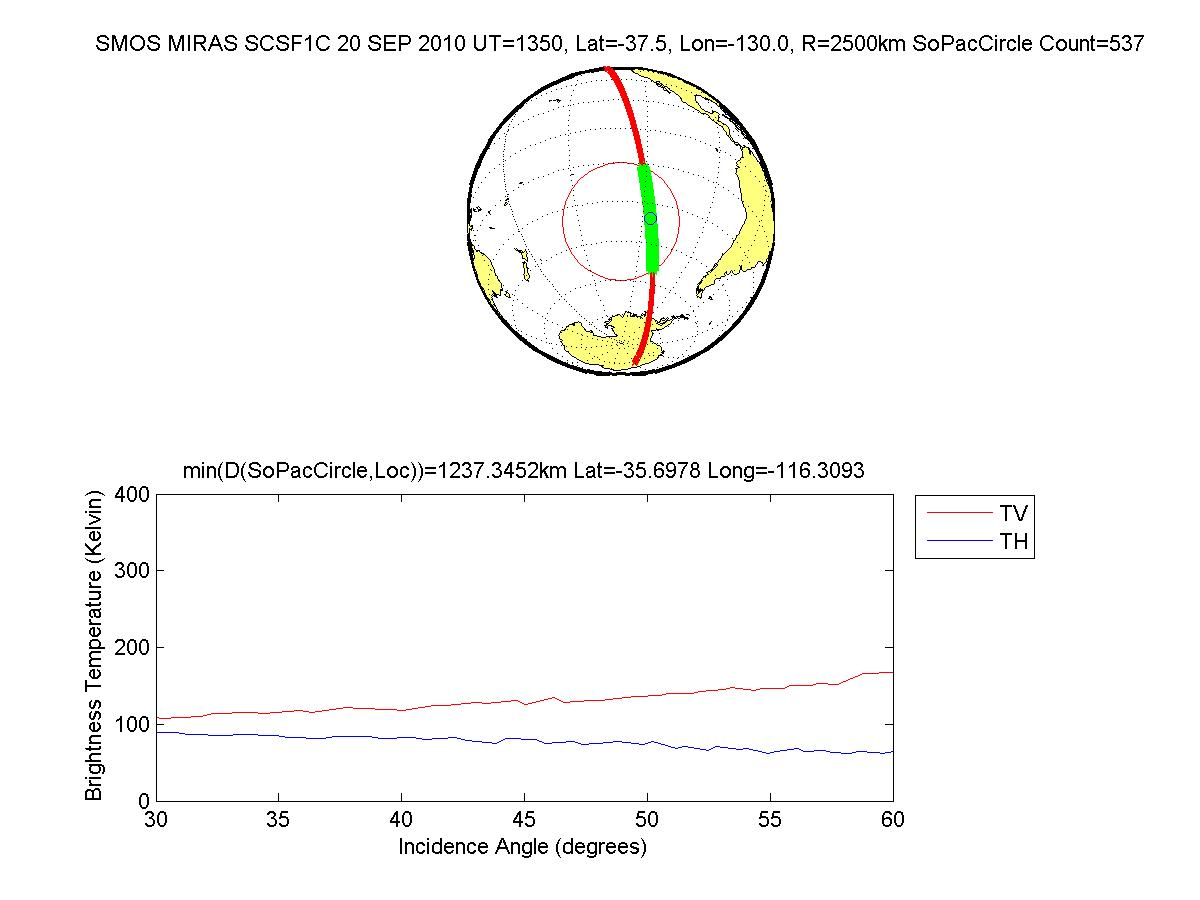 SMOS MIRAS SCSF1C 20 SEP 2010 UT=1350, Lat=-37.5, Lon=-130.0, R=2500km SoPacCircle Count=537
min(D(SoPacCircle,Loc))=1237.3452km Lat=-35.6978 Long=-116.3093
Brightness Temperature (Kelvin)
400
300
200
100
0
30 35 40 45 50 55 60
Incidence Angle (degrees)
TV
TH